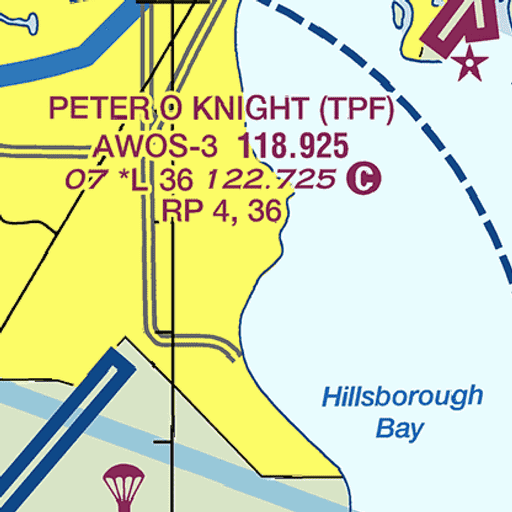 PETER O KNIGHT (TPF)
AWOS-3 118.925
07 *L 36 122.725 C
RP 4, 36
Hillsborough
Bay